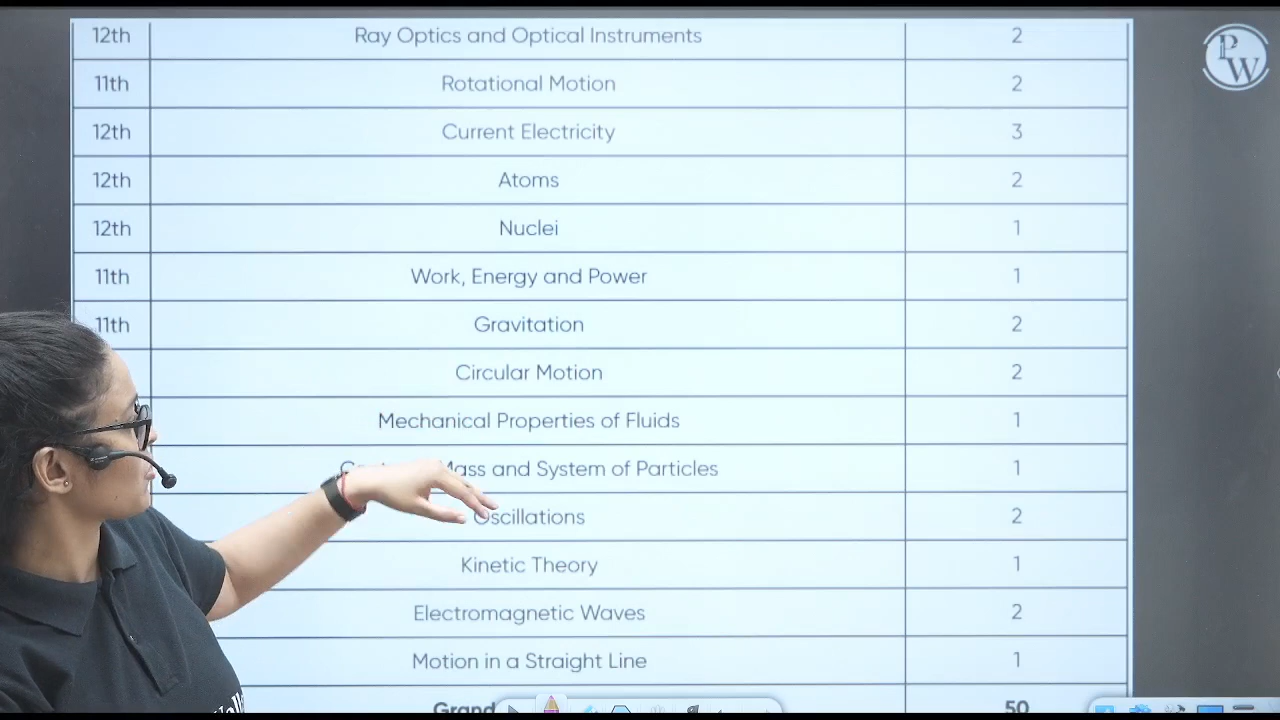 12th Ray Optics and Optical Instruments 2
11th Rotational Motion 2
12th Current Electricity 3
12th Atoms 2
12th Nuclei 1
11th Work, Energy and Power 1
11th Gravitation 2
Circular Motion 2
Mechanical Properties of Fluids 1
Mass and System of Particles 1
Oscillations 2
Kinetic Theory 1
Electromagnetic Waves 2
Motion in a Straight Line 1
Grand 50
PW